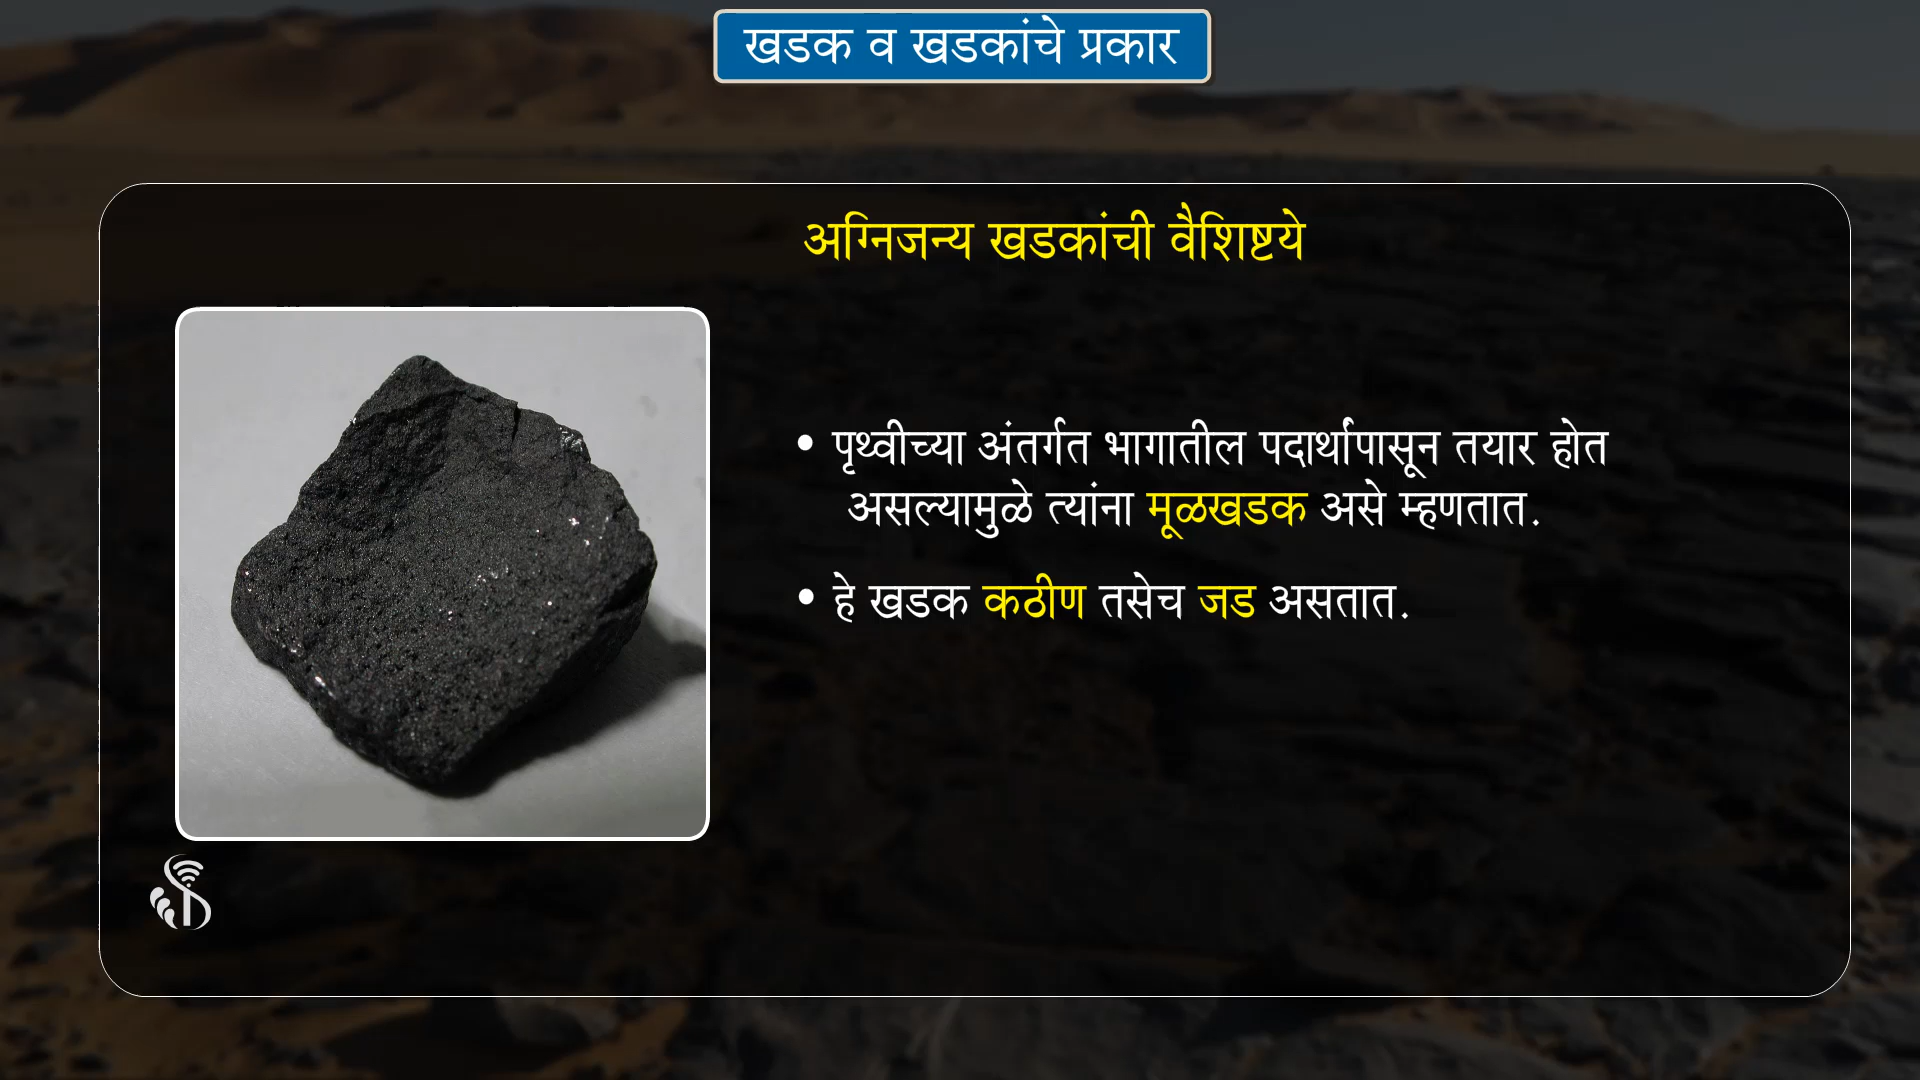 खडक व खडकांचे प्रकार
अग्निजन्य खडकांची वैशिष्टये
• पृथ्वीच्या अंतर्गत भागातील पदार्थांपासून तयार होत
असल्यामुळे त्यांना मूळखडक असे म्हणतात.
• हे खडक कठीण तसेच जड असतात.